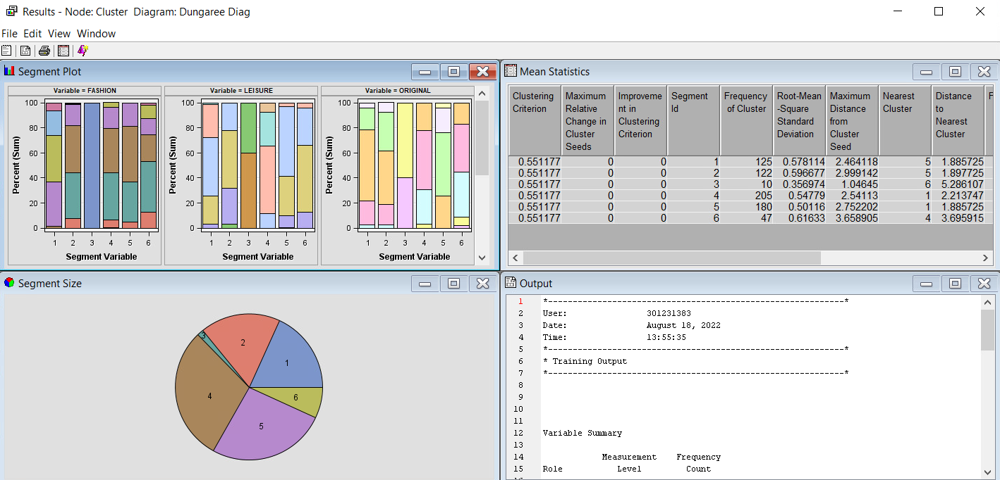 Results - Node: Cluster  Diagram: Dungaree Diag
File Edit View Window
Segment Plot
Variable = FASHION
100
80
60
40
20
0
Percent (Sum)
1 2 3 4 5 6
Segment Variable
Variable = LEISURE
100
80
60
40
20
0
Percent (Sum)
1 2 3 4 5 6
Segment Variable
Variable = ORIGINAL
100
80
60
40
20
0
Percent (Sum)
1 2 3 4 5 6
Segment Variable
Mean Statistics
Clustering
Criterion
Maximum
Relative
Change in
Cluster
Seeds
Improveme
nt in
Clustering
Criterion
Segment
Id
Frequency
of Cluster
Root-Mean
-Square
Standard
Deviation
Maximum
Distance
from
Cluster
Seed
Nearest
Cluster
Distance
to
Nearest
Cluster
F
0.551177 0 0 1 125 0.578114 2.464118 5 1.885725
0.551177 0 0 2 122 0.596677 2.999142 5 1.897725
0.551177 0 0 3 10 0.356974 1.04645 6 5.286107
0.551177 0 0 4 205 0.54779 2.54113 1 2.213747
0.551177 0 0 5 180 0.50116 2.752202 1 1.885725
0.551177 0 0 6 47 0.61633 3.658905 4 3.695915
Segment Size
3
2
1
4
6
5
Output
1 *------------------------------------------------------------*
2 User: 301231383
3 Date: August 18, 2022
4 Time: 13:55:35
5 *------------------------------------------------------------*
6 * Training Output
7 *------------------------------------------------------------*
8
9
10
11
12 Variable Summary
13
14 Measurement Frequency
15 Role Level Count